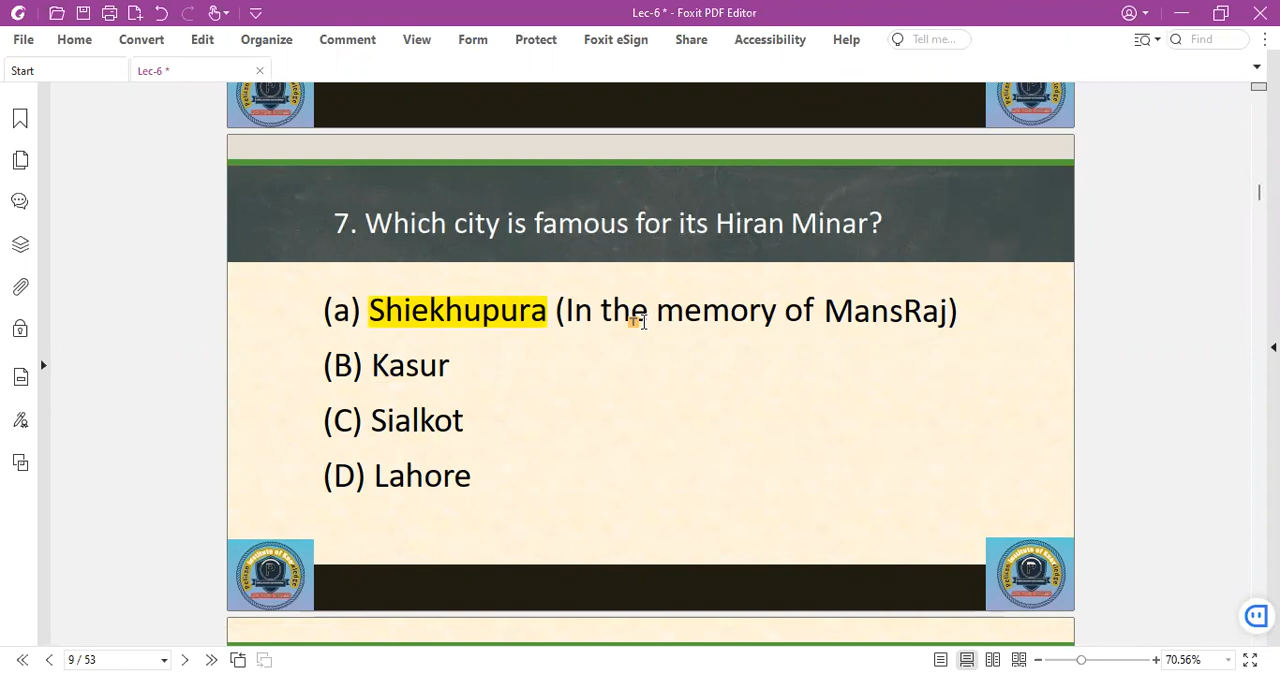 Lec-6 * - Foxit PDF Editor
File Home Convert Edit Organize Comment View Form Protect Foxit eSign Share Accessibility Help Tell me... Find
Start Lec-6 *
7. Which city is famous for its Hiran Minar?
(a) Shiekhupura (In the memory of MansRaj)
(B) Kasur
(C) Sialkot
(D) Lahore
9 / 53 70.56%